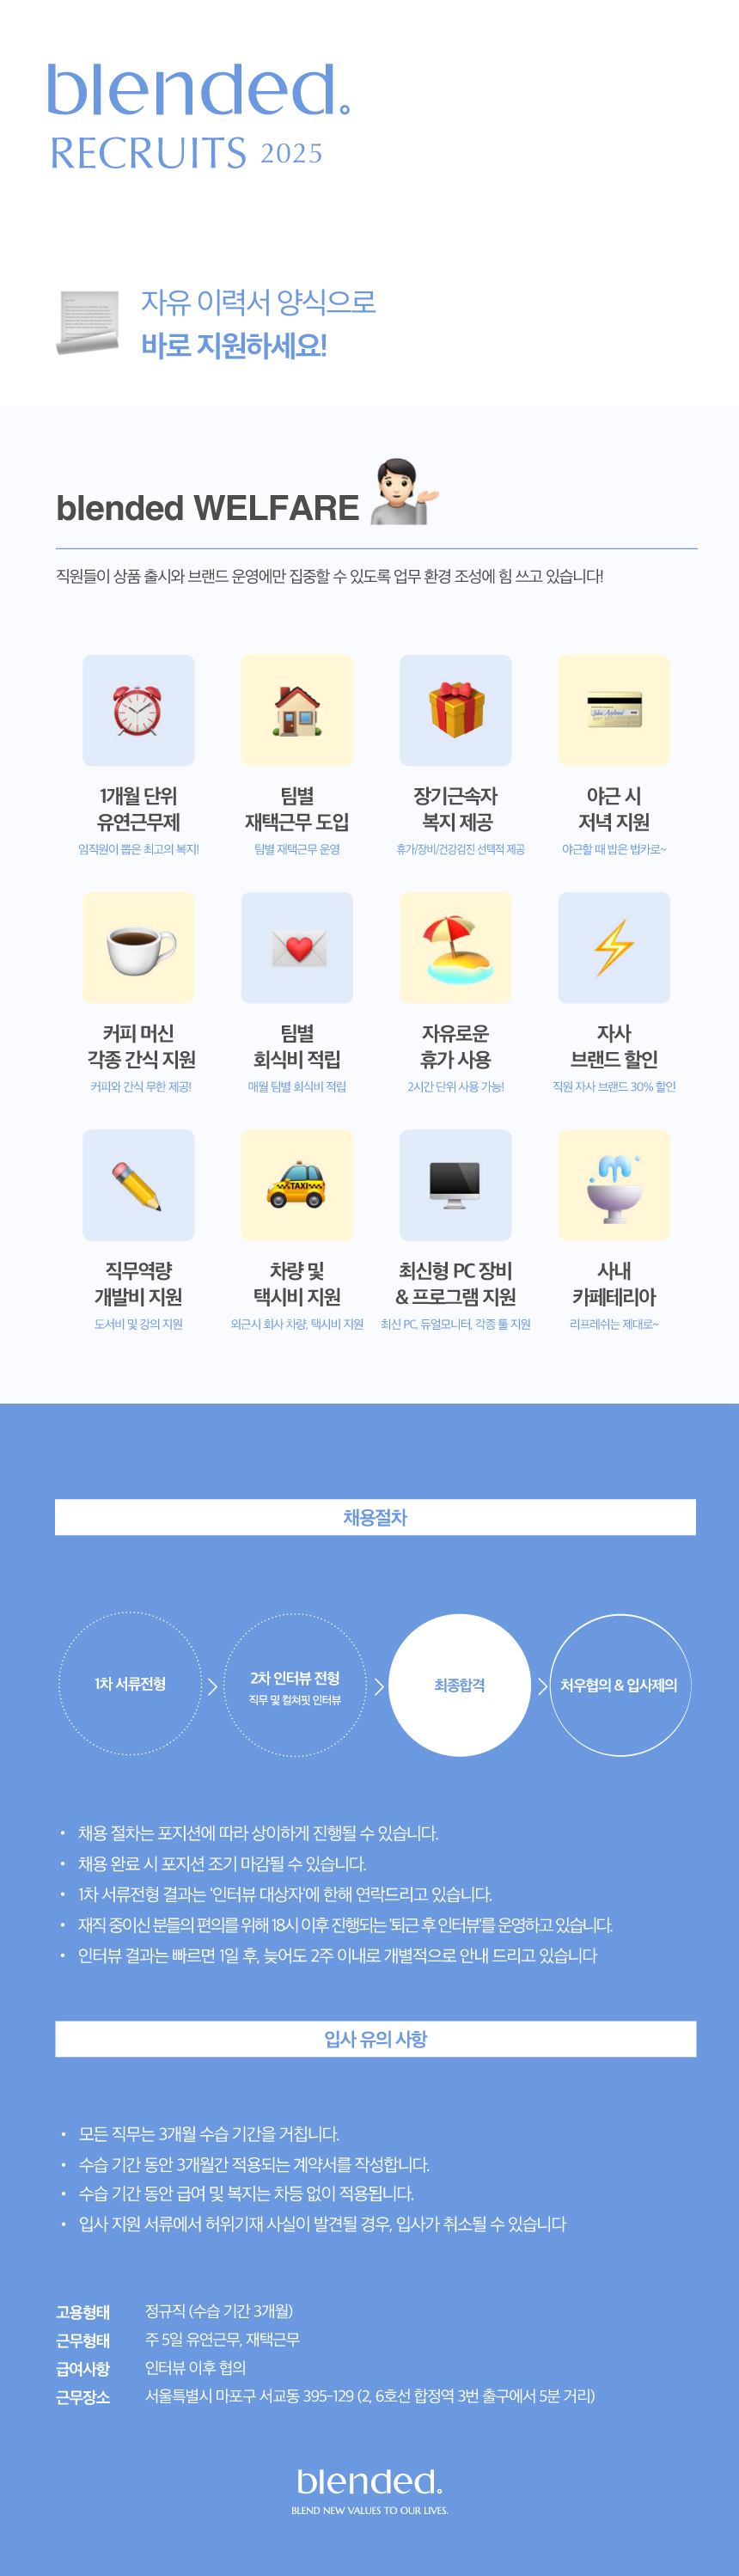 blended.
RECRUITS 2025
자유 이력서 양식으로
바로 지원하세요!
blended WELFARE
직원들이 상품 출시와 브랜드 운영에만 집중할 수 있도록 업무 환경 조성에 힘 쓰고 있습니다!
1개월 단위
유연근무제
임직원이 뽑은 최고의 복지!
팀별
재택근무 도입
팀별 재택근무 운영
장기근속자
복지 제공
휴가/장비/건강검진 선택적 제공
야근 시
저녁 지원
야근할 때 밥은 법카로~
커피 머신
각종 간식 지원
커피와 간식 무한 제공!
팀별
회식비 적립
매월 팀별 회식비 적립
자유로운
휴가 사용
2시간 단위 사용 가능!
자사
브랜드 할인
직원 자사 브랜드 30% 할인
직무역량
개발비 지원
도서비 및 강의 지원
TAXI
차량 및
택시비 지원
외근시 회사 차량, 택시비 지원
최신형 PC 장비
& 프로그램 지원
최신 PC, 듀얼모니터, 각종 툴 지원
사내
카페테리아
리프레쉬는 제대로~
채용절차
1차 서류전형
2차 인터뷰 전형
직무 및 컬쳐핏 인터뷰
최종합격
처우협의 & 입사제의
• 채용 절차는 포지션에 따라 상이하게 진행될 수 있습니다.
• 채용 완료 시 포지션 조기 마감될 수 있습니다.
• 1차 서류전형 결과는 '인터뷰 대상자'에 한해 연락드리고 있습니다.
• 재직 중이신 분들의 편의를 위해 18시 이후 진행되는 '퇴근 후 인터뷰'를 운영하고 있습니다.
• 인터뷰 결과는 빠르면 1일 후, 늦어도 2주 이내로 개별적으로 안내 드리고 있습니다
입사 유의 사항
• 모든 직무는 3개월 수습 기간을 거칩니다.
• 수습 기간 동안 3개월간 적용되는 계약서를 작성합니다.
• 수습 기간 동안 급여 및 복지는 차등 없이 적용됩니다.
• 입사 지원 서류에서 허위기재 사실이 발견될 경우, 입사가 취소될 수 있습니다
고용형태 정규직 (수습 기간 3개월)
근무형태 주 5일 유연근무, 재택근무
급여사항 인터뷰 이후 협의
근무장소 서울특별시 마포구 서교동 395-129 (2, 6호선 합정역 3번 출구에서 5분 거리)
blended.
BLEND NEW VALUES TO OUR LIVES.